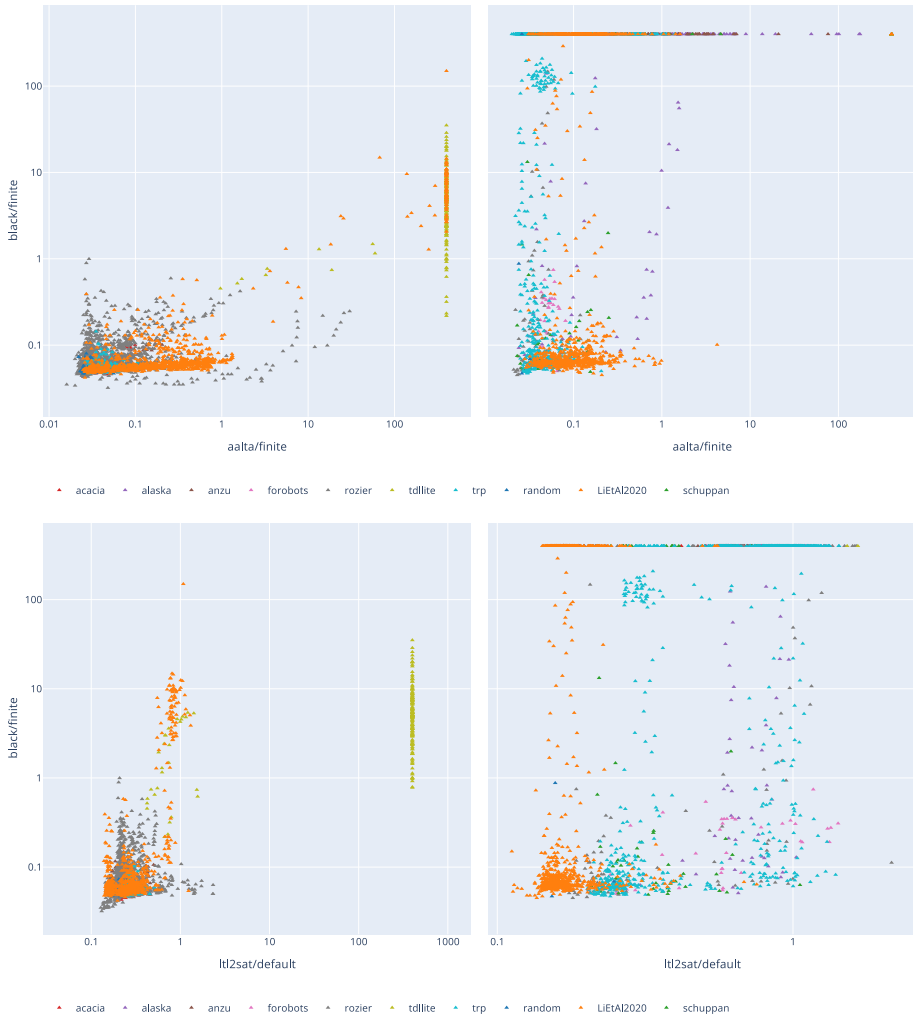 100
10
1
0.1
black/finite
0.01 0.1 1 10 100
0.1 1 10 100
aalta/finite aalta/finite
acacia alaska anzu forobots rozier tdllite trp random LiEtAl2020 schuppan
100
10
1
0.1
black/finite
0.1 1 10 100 1000
0.1 1
ltl2sat/default ltl2sat/default
acacia alaska anzu forobots rozier tdllite trp random LiEtAl2020 schuppan